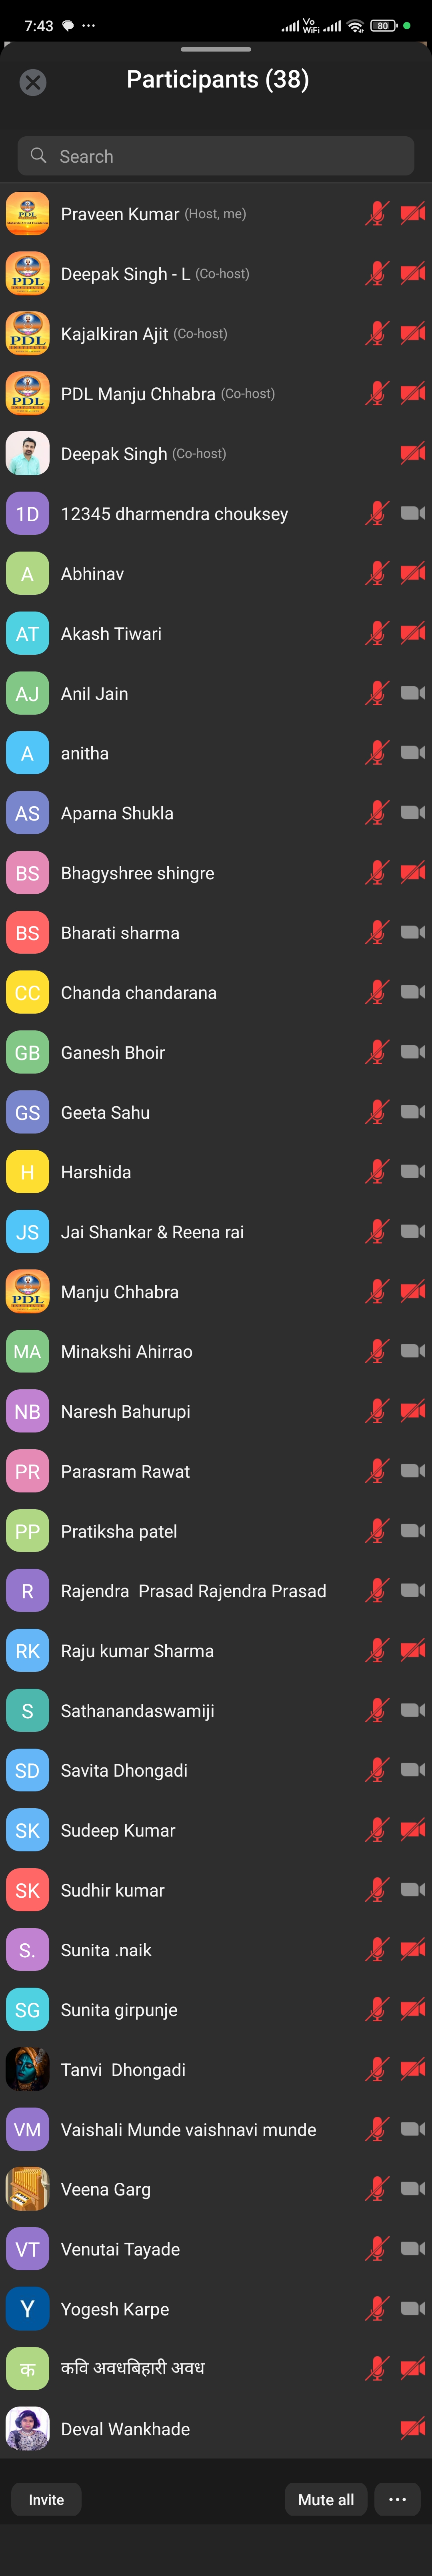 7:43
Vo
WiFi
80
Participants (38)
Search
PDL
Praveen Kumar (Host, me)
PDL
Deepak Singh - L (Co-host)
PDL
Kajalkiran Ajit (Co-host)
PDL
PDL Manju Chhabra (Co-host)
Deepak Singh (Co-host)
1D 12345 dharmendra chouksey
A Abhinav
AT Akash Tiwari
AJ Anil Jain
A anitha
AS Aparna Shukla
BS Bhagyshree shingre
BS Bharati sharma
CC Chanda chandarana
GB Ganesh Bhoir
GS Geeta Sahu
H Harshida
JS Jai Shankar & Reena rai
PDL
Manju Chhabra
MA Minakshi Ahirrao
NB Naresh Bahurupi
PR Parasram Rawat
PP Pratiksha patel
R Rajendra  Prasad Rajendra Prasad
RK Raju kumar Sharma
S Sathanandaswamiji
SD Savita Dhongadi
SK Sudeep Kumar
SK Sudhir kumar
S. Sunita .naik
SG Sunita girpunje
Tanvi  Dhongadi
VM Vaishali Munde vaishnavi munde
Veena Garg
VT Venutai Tayade
Y Yogesh Karpe
क कवि अवधबिहारी अवध
Deval Wankhade
Invite Mute all